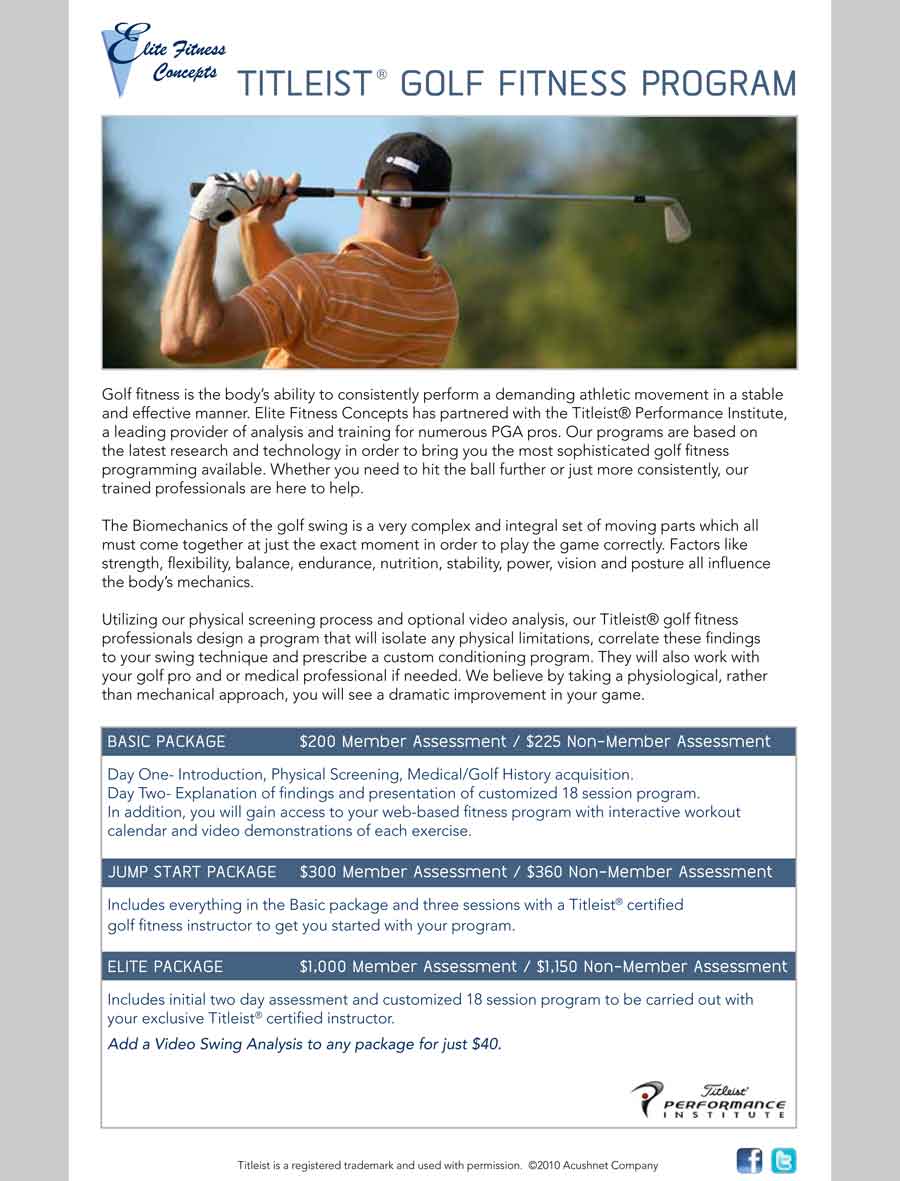 Elite Fitness
Concepts
TITLEIST® GOLF FITNESS PROGRAM
Golf fitness is the body's ability to consistently perform a demanding athletic movement in a stable
and effective manner. Elite Fitness Concepts has partnered with the Titleist® Performance Institute,
a leading provider of analysis and training for numerous PGA pros. Our programs are based on
the latest research and technology in order to bring you the most sophisticated golf fitness
programming available. Whether you need to hit the ball further or just more consistently, our
trained professionals are here to help.
The Biomechanics of the golf swing is a very complex and integral set of moving parts which all
must come together at just the exact moment in order to play the game correctly. Factors like
strength, flexibility, balance, endurance, nutrition, stability, power, vision and posture all influence
the body's mechanics.
Utilizing our physical screening process and optional video analysis, our Titleist® golf fitness
professionals design a program that will isolate any physical limitations, correlate these findings
to your swing technique and prescribe a custom conditioning program. They will also work with
your golf pro and or medical professional if needed. We believe by taking a physiological, rather
than mechanical approach, you will see a dramatic improvement in your game.
BASIC PACKAGE $200 Member Assessment / $225 Non-Member Assessment
Day One- Introduction, Physical Screening, Medical/Golf History acquisition.
Day Two- Explanation of findings and presentation of customized 18 session program.
In addition, you will gain access to your web-based fitness program with interactive workout
calendar and video demonstrations of each exercise.
JUMP START PACKAGE $300 Member Assessment / $360 Non-Member Assessment
Includes everything in the Basic package and three sessions with a Titleist® certified
golf fitness instructor to get you started with your program.
ELITE PACKAGE $1,000 Member Assessment / $1,150 Non-Member Assessment
Includes initial two day assessment and customized 18 session program to be carried out with
your exclusive Titleist® certified instructor.
Add a Video Swing Analysis to any package for just $40.
Titleist®
PERFORMANCE
INSTITUTE
Titleist is a registered trademark and used with permission. ©2010 Acushnet Company